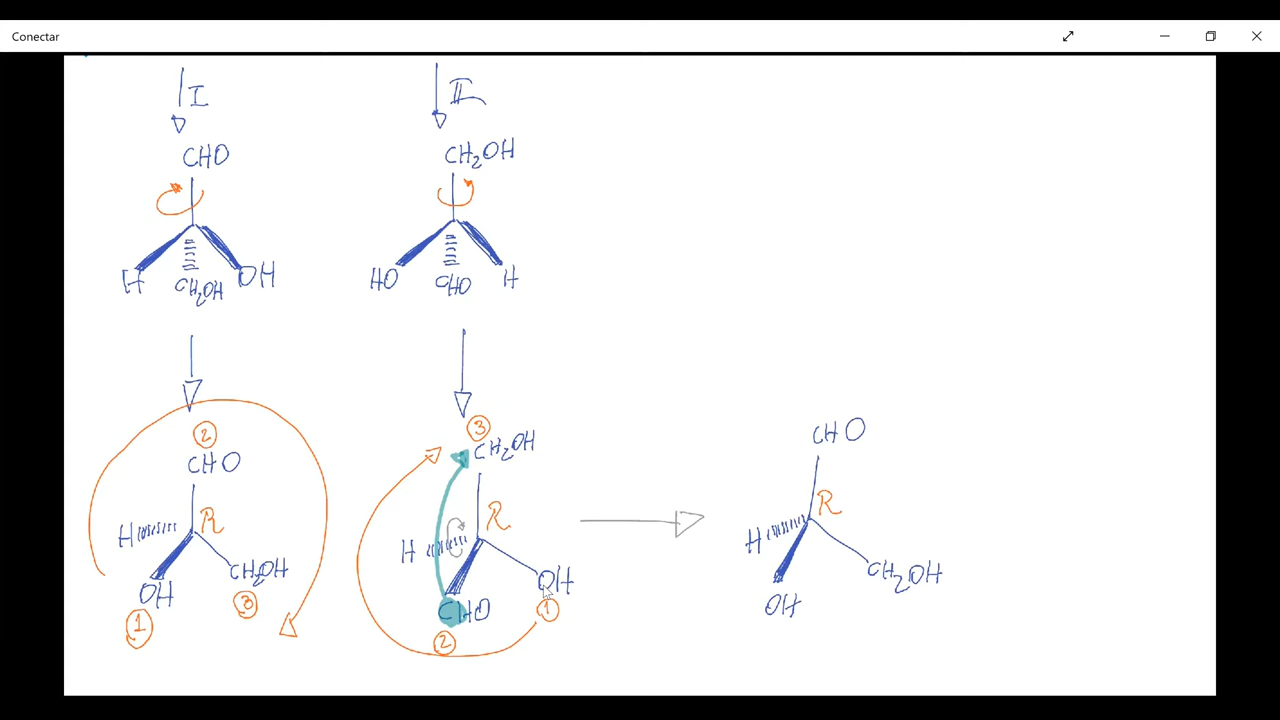 Conectar
I II
CHO CH2OH
H CH2OH OH HO CHO H
2 3
CHO CH2OH CHO
H R H R H R
OH CH2OH CHO OH OH CH2OH
1 3 2 1